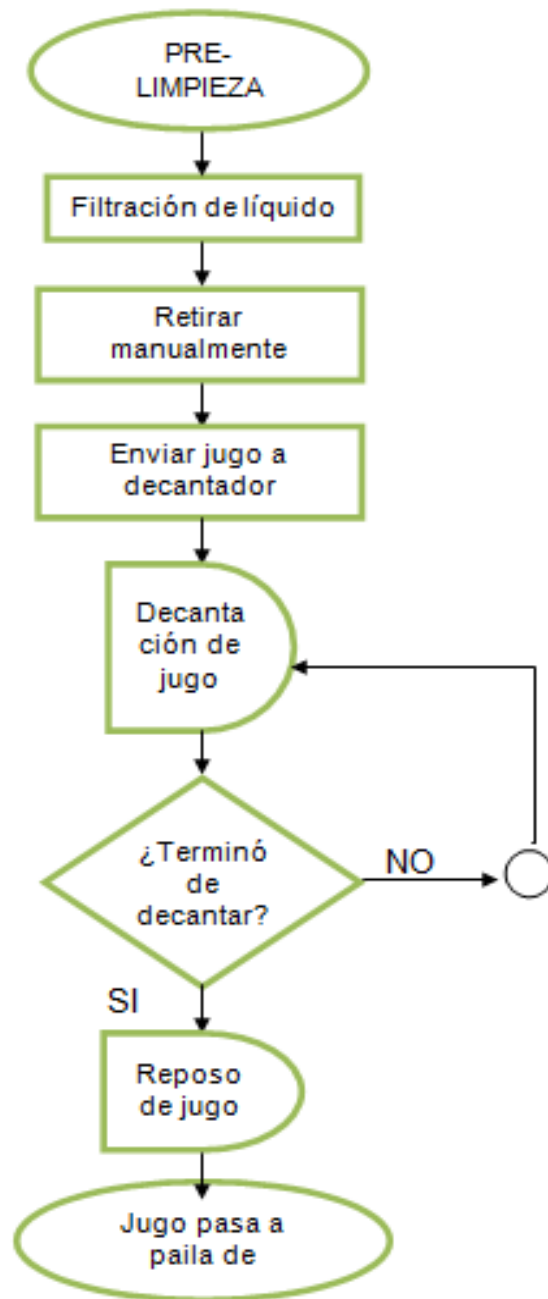 PRE-
LIMPIEZA
Filtración de líquido
Retirar
manualmente
Enviar jugo a
decantador
Decanta
ción de
jugo
¿Terminó
de
decantar?
NO
SI
Reposo
de jugo
Jugo pasa a
paila de